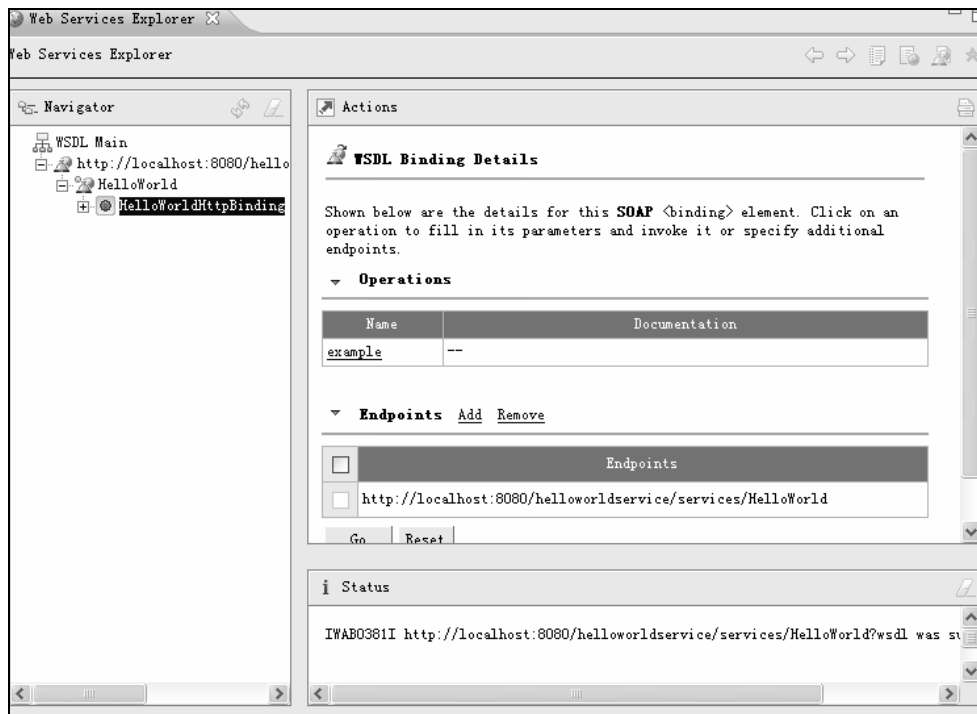 Web Services Explorer
Web Services Explorer
Navigator
WSDL Main
http://localhost:8080/hello
HelloWorld
HelloWorldHttpBinding
Actions
WSDL Binding Details
Shown below are the details for this SOAP <binding> element. Click on an
operation to fill in its parameters and invoke it or specify additional
endpoints.
Operations
Name Documentation
example --
Endpoints Add Remove
Endpoints
http://localhost:8080/helloworldservice/services/HelloWorld
Go Reset
i Status
IWAB0381I http://localhost:8080/helloworldservice/services/HelloWorld?wsdl was